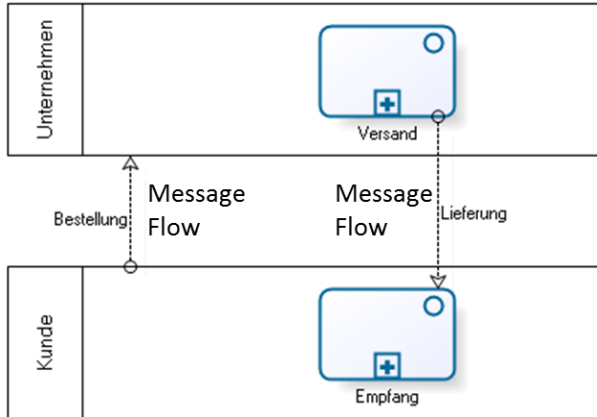 Unternehmen
Versand
Bestellung
Message
Flow
Message
Flow
Lieferung
Kunde
Empfang